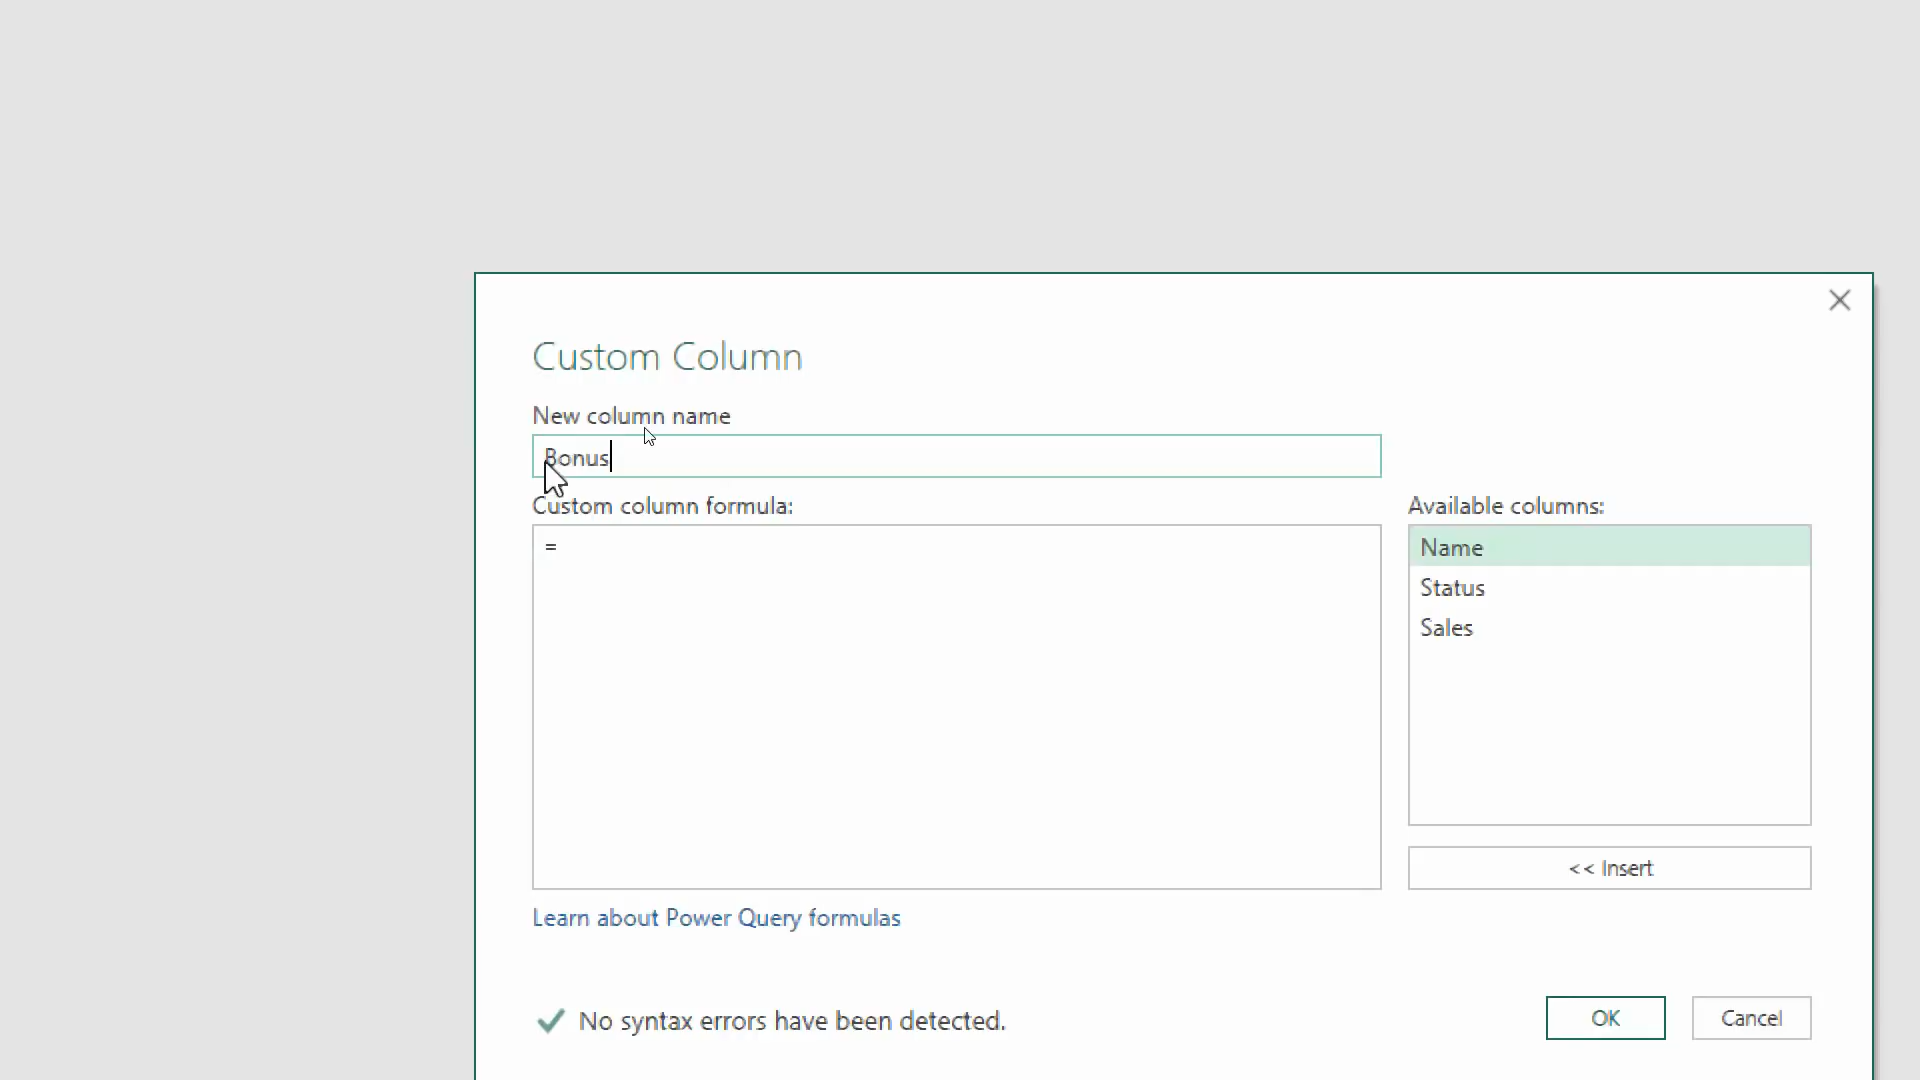 Custom Column
New column name
Bonus
Custom column formula:
=
Available columns:
Name
Status
Sales
<< Insert
Learn about Power Query formulas
No syntax errors have been detected.
OK
Cancel